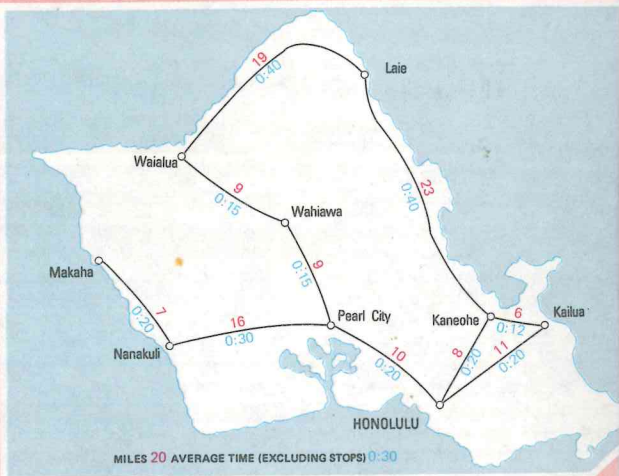 19
0:40
Laie
Waialua
9
0:15
23
0:40
Wahiawa
9
0:15
Makaha
7
0:20
Nanakuli
16
0:30
Pearl City
10
0:20
Kaneohe
6
0:12
Kailua
8
0:20
11
0:20
HONOLULU
MILES 20 AVERAGE TIME (EXCLUDING STOPS) 0:30